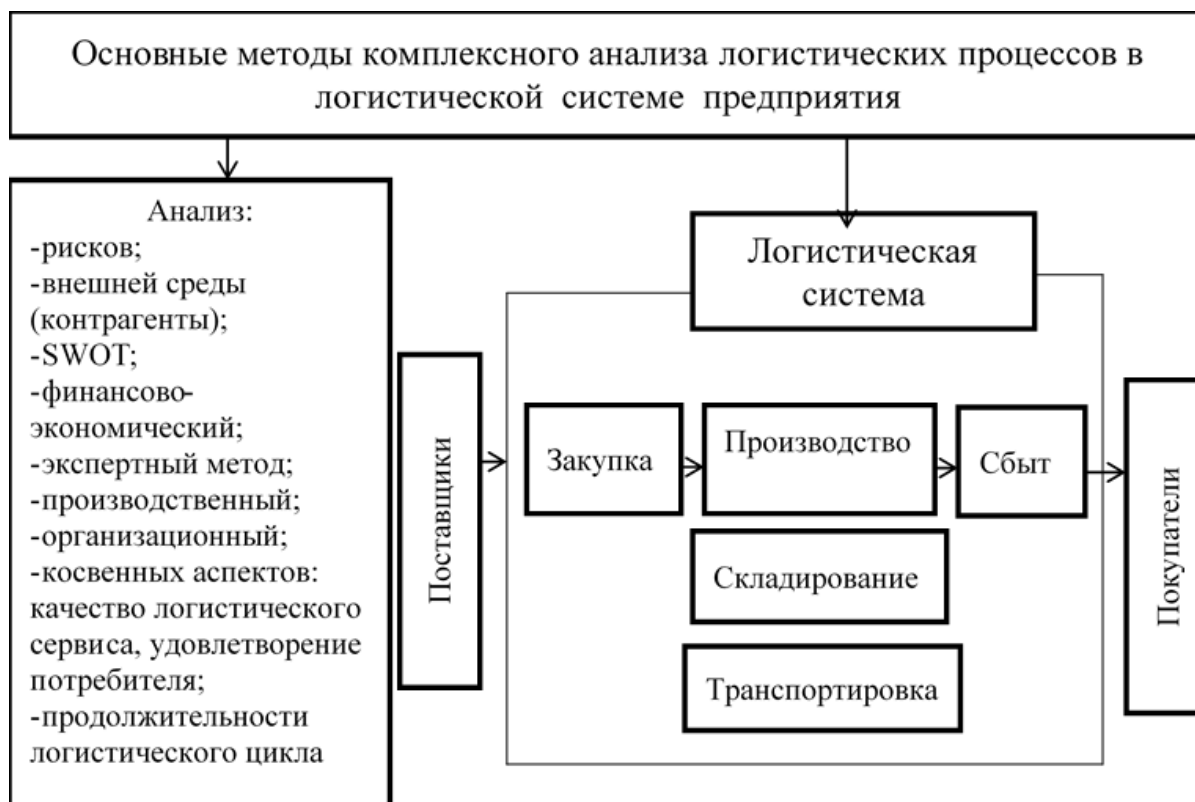 Основные методы комплексного анализа логистических процессов в
логистической системе предприятия
Анализ:
-рисков;
-внешней среды
(контрагенты);
-SWOT;
-финансово-
экономический;
-экспертный метод;
-производственный;
-организационный;
-косвенных аспектов:
качество логистического
сервиса, удовлетворение
потребителя;
-продолжительности
логистического цикла
Поставщики
Логистическая
система
Закупка
Производство
Сбыт
Складирование
Транспортировка
Покупатели